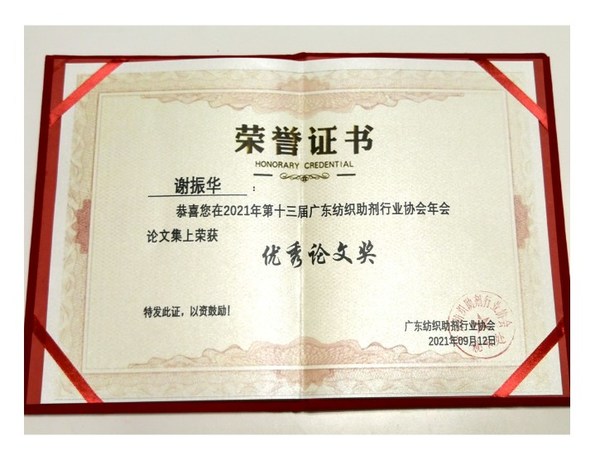 荣誉证书
HONORARY CREDENTIAL
谢振华：
恭喜您在2021年第十三届广东纺织助剂行业协会年会
论文集上荣获
优秀论文奖
特发此证，以资鼓励！
广东纺织助剂行业协会
2021年09月12日